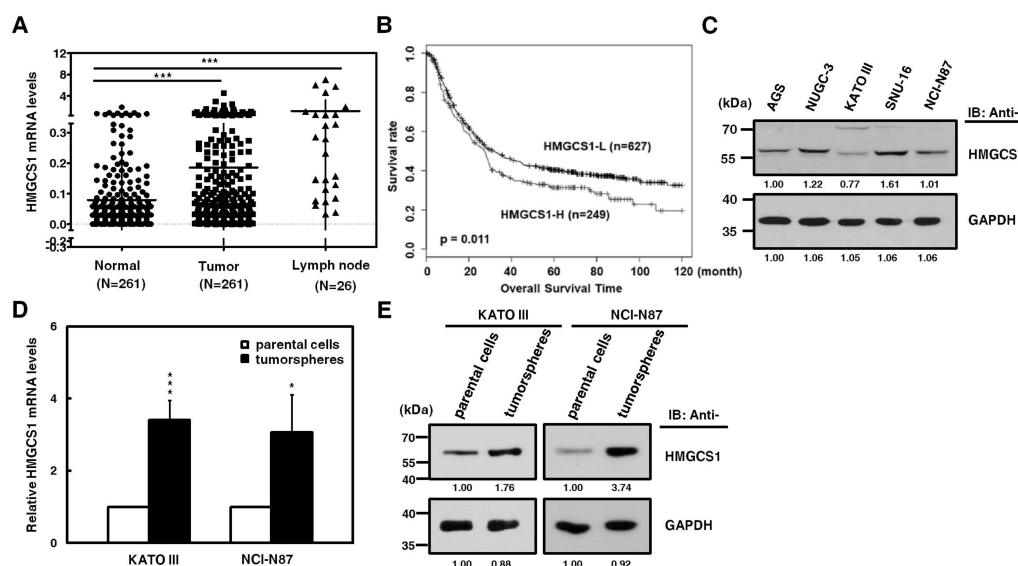 A
HMGCS1 mRNA levels
12
8
4
0.3
0.2
0.1
0.0
-0.2
-0.3
***
***
Normal
(N=261)
Tumor
(N=261)
Lymph node
(N=26)
B
Survival rate
1.0
0.8
0.6
0.4
0.2
0.0
HMGCS1-L (n=627)
HMGCS1-H (n=249)
p = 0.011
0 20 40 60 80 100 120 (month)
Overall Survival Time
C
AGS NUGC-3 KATO III SNU-16 NCI-N87
(kDa)
IB: Anti-
70
55
HMGCS
1.00 1.22 0.77 1.61 1.01
40
35
GAPDH
1.00 1.06 1.05 1.06 1.06
D
Relative HMGCS1 mRNA levels
6
4
2
0
parental cells
tumorspheres
***
*
KATO III NCI-N87
E
KATO III NCI-N87
parental cells tumorspheres parental cells tumorspheres
(kDa)
IB: Anti-
70
55
40
HMGCS1
1.00 1.76 1.00 3.74
40
35
GAPDH
1.00 0.88 1.00 0.92